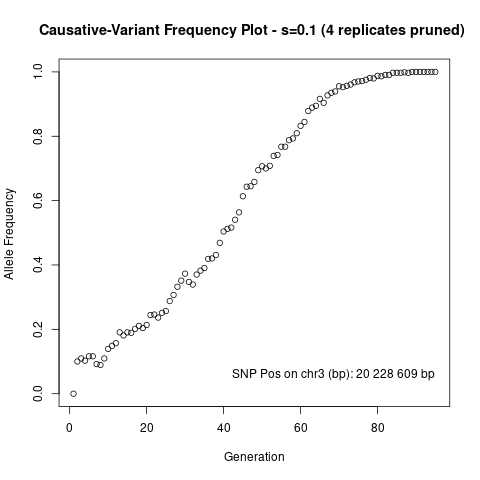 Causative-Variant Frequency Plot - s=0.1 (4 replicates pruned)
1.0
0.8
0.6
0.4
0.2
0.0
Allele Frequency
SNP Pos on chr3 (bp): 20 228 609 bp
0 20 40 60 80
Generation